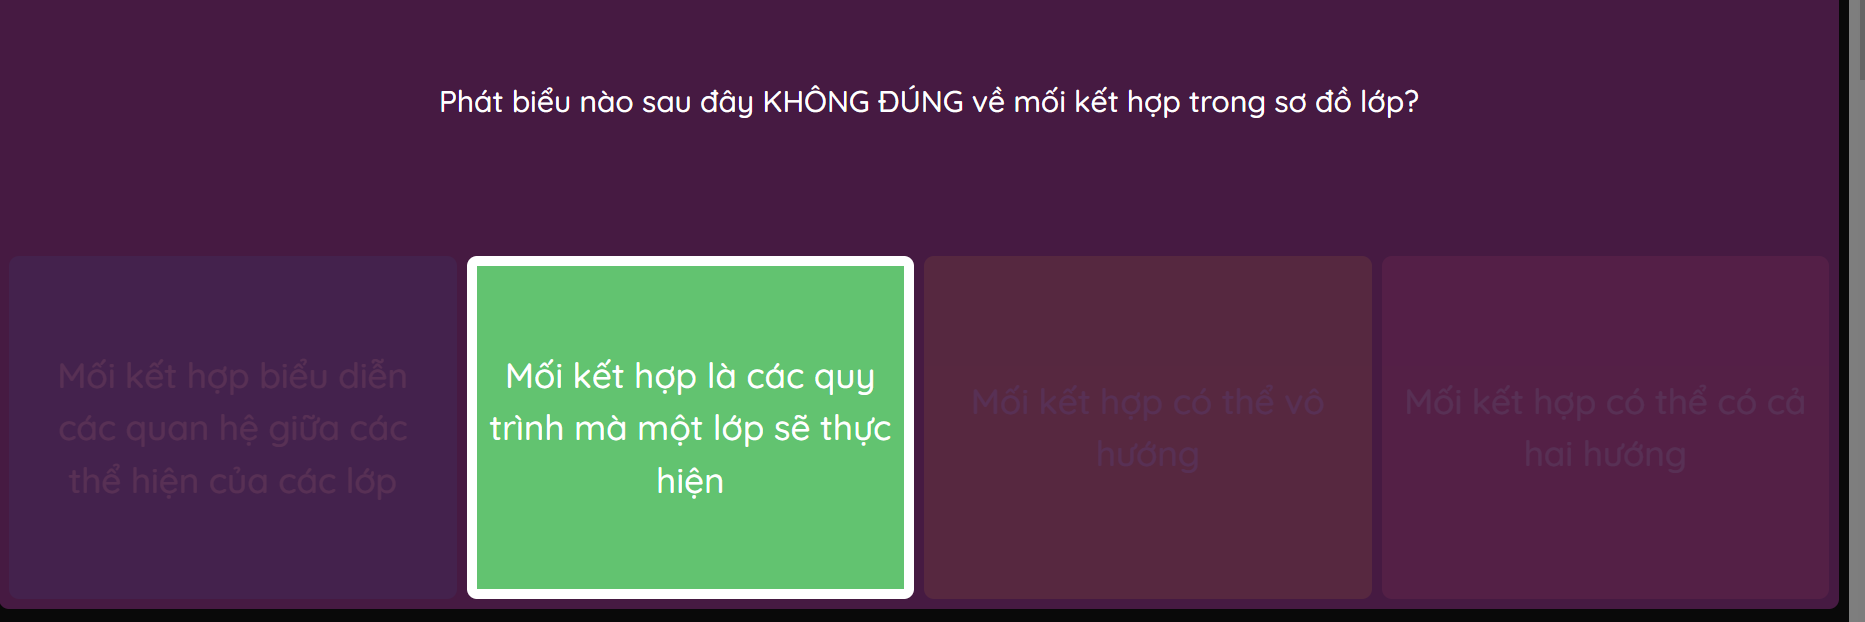 Phát biểu nào sau đây KHÔNG ĐÚNG về mối kết hợp trong sơ đồ lớp?
Mối kết hợp biểu diễn
các quan hệ giữa các
thể hiện của các lớp
Mối kết hợp là các quy
trình mà một lớp sẽ thực
hiện
Mối kết hợp có thể vô
hướng
Mối kết hợp có thể có cả
hai hướng